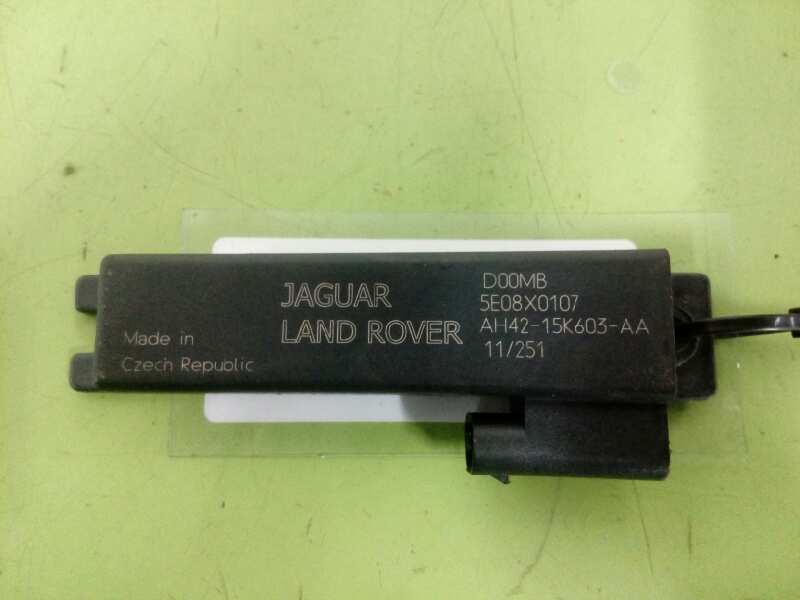 Made in
Czech Republic
JAGUAR
LAND ROVER
D00MB
5E08X0107
AH42-15K603-AA
11/251